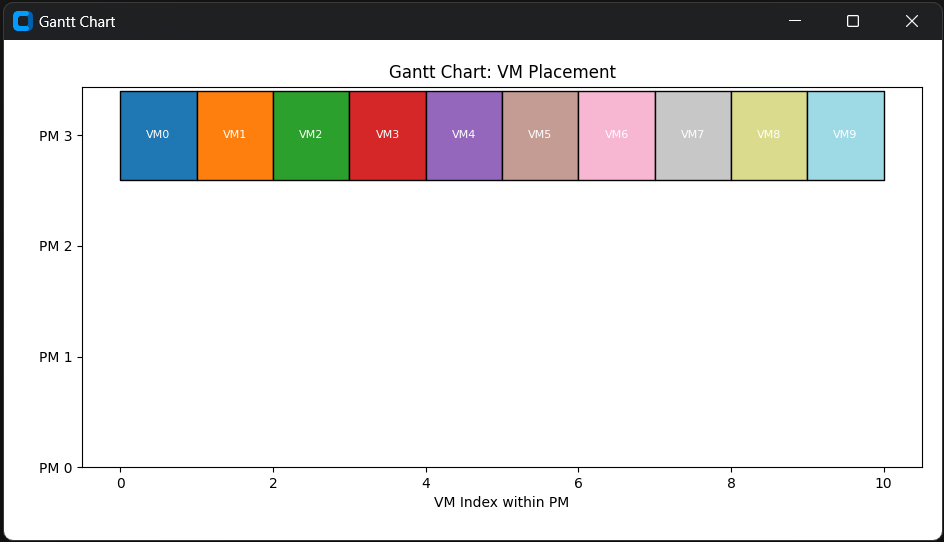 Gantt Chart
Gantt Chart: VM Placement
PM 3
VM0 VM1 VM2 VM3 VM4 VM5 VM6 VM7 VM8 VM9
PM 2
PM 1
PM 0
0 2 4 6 8 10
VM Index within PM